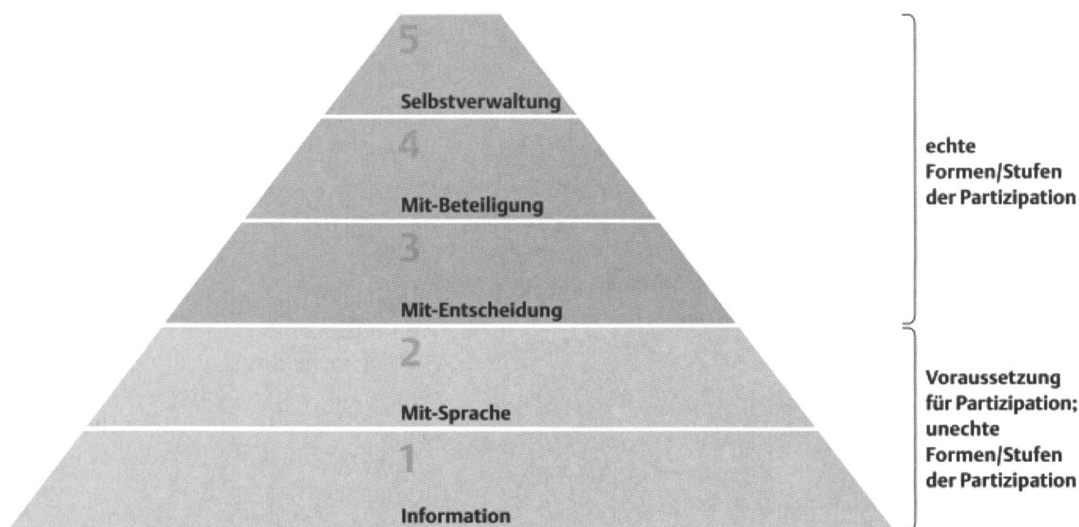 5
Selbstverwaltung
4
Mit-Beteiligung
3
Mit-Entscheidung
2
Mit-Sprache
1
Information
echte
Formen/Stufen
der Partizipation
Voraussetzung
für Partizipation;
unechte
Formen/Stufen
der Partizipation